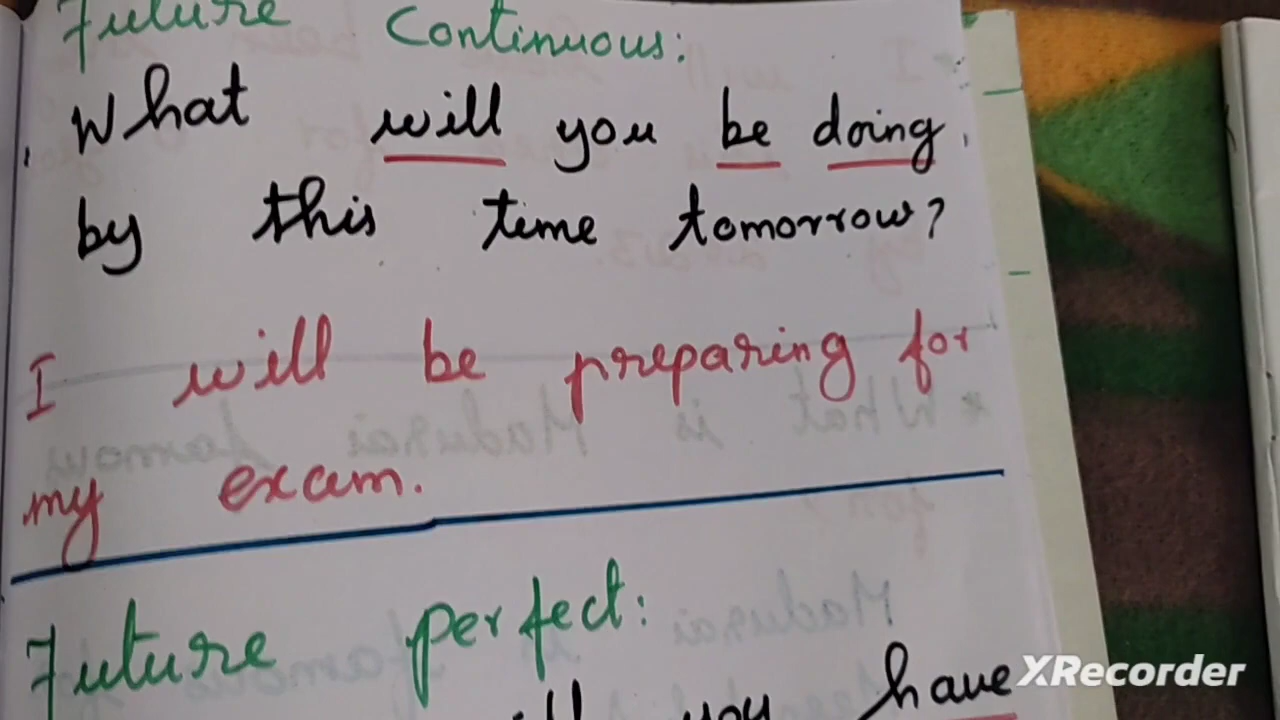 Future Continuous:
What will you be doing
by this time tomorrow?
I will be preparing for
my exam.
Future perfect:
you have
XRecorder